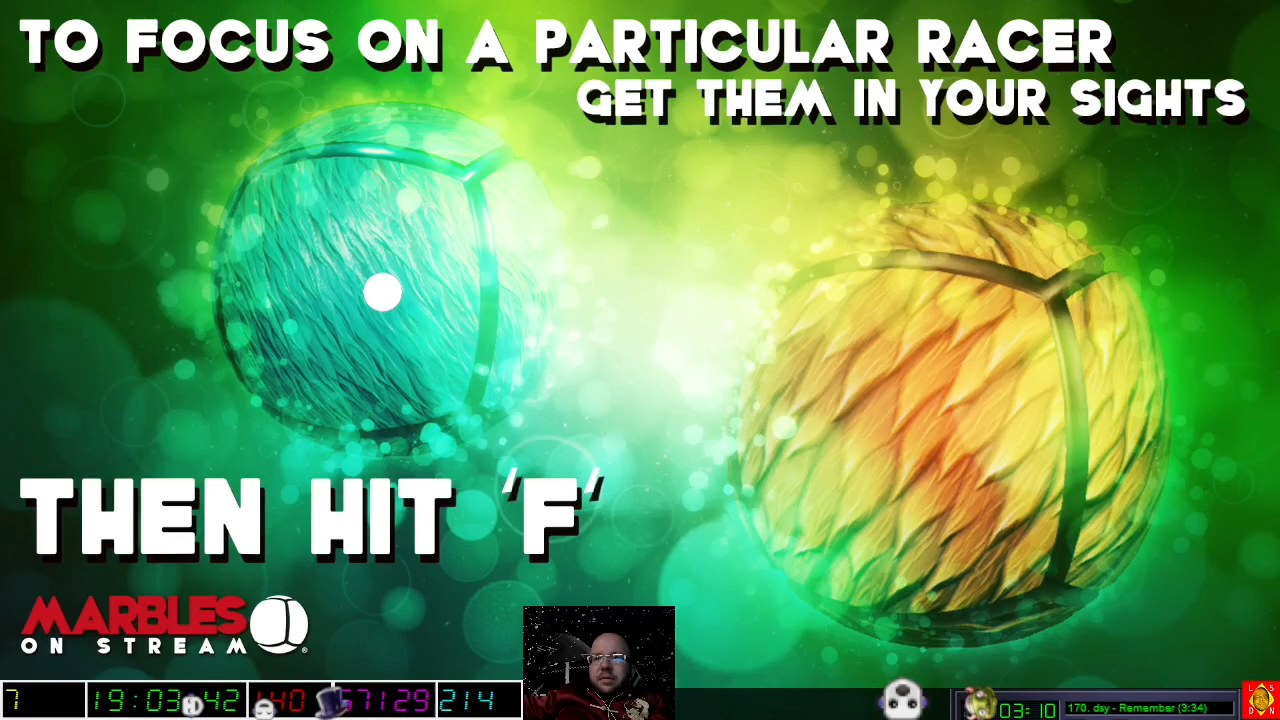 TO FOCUS ON A PARTICULAR RACER
GET THEM IN YOUR SIGHTS
THEN HIT 'F'
MARBLES
ON STREAM
7
19:03 42
140
57129
214
03:10
170. dsy - Remember (3:34)
L S
D N